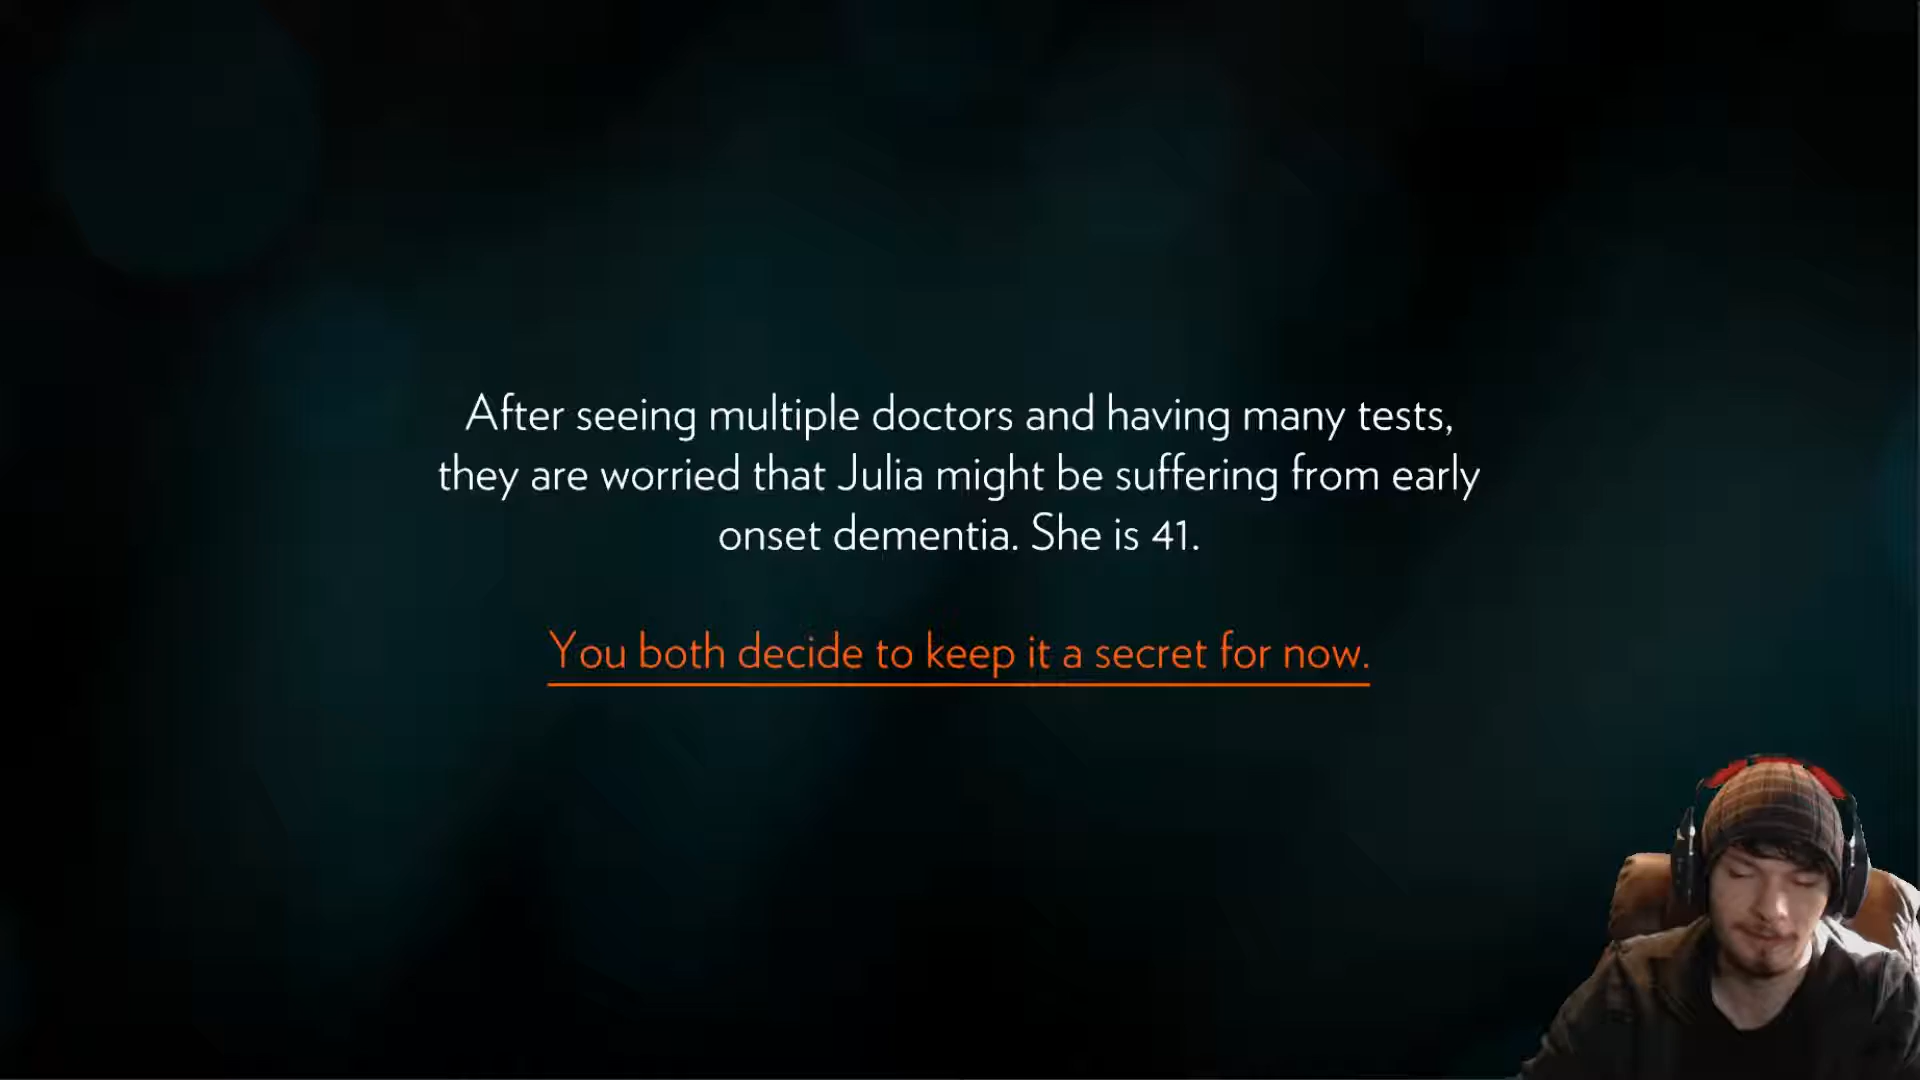 After seeing multiple doctors and having many tests,
they are worried that Julia might be suffering from early
onset dementia. She is 41.
You both decide to keep it a secret for now.